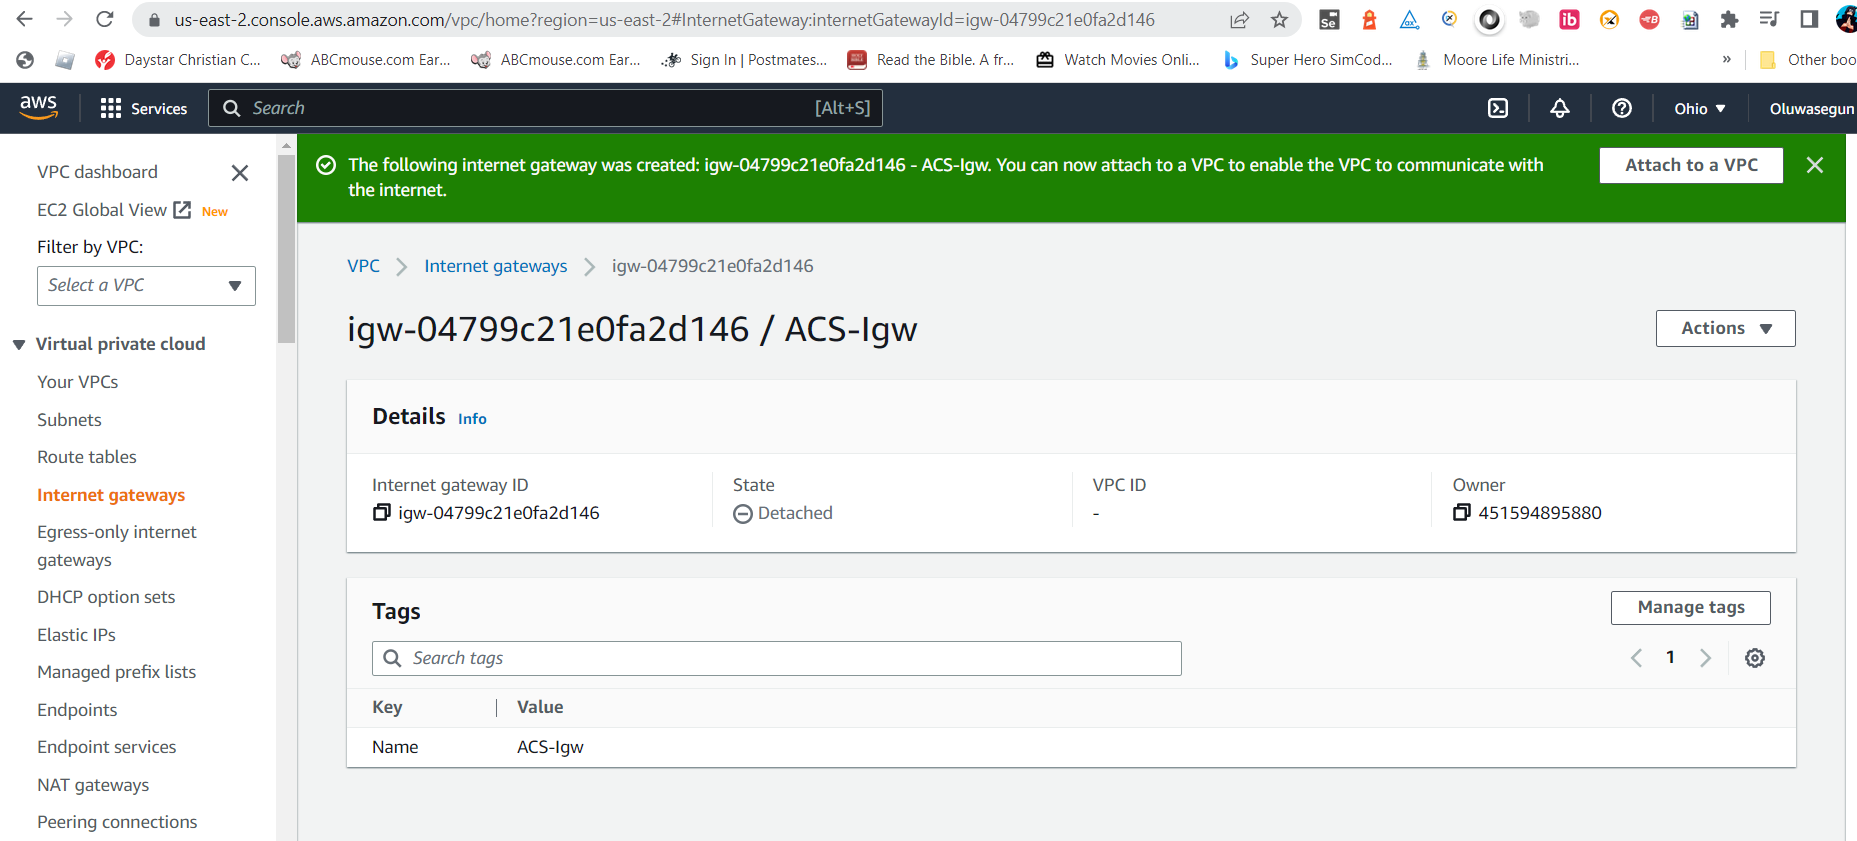 us-east-2.console.aws.amazon.com/vpc/home?region=us-east-2#InternetGateway:internetGatewayId=igw-04799c21e0fa2d146
Daystar Christian C...
ABCmouse.com Ear...
ABCmouse.com Ear...
Sign In | Postmates...
Read the Bible. A fr...
Watch Movies Onli...
Super Hero SimCod...
Moore Life Ministri...
»
Other boo
aws
Services
Search
[Alt+S]
Ohio
Oluwasegun
VPC dashboard
EC2 Global View
New
Filter by VPC:
Select a VPC
Virtual private cloud
Your VPCs
Subnets
Route tables
Internet gateways
Egress-only internet
gateways
DHCP option sets
Elastic IPs
Managed prefix lists
Endpoints
Endpoint services
NAT gateways
Peering connections
The following internet gateway was created: igw-04799c21e0fa2d146 - ACS-Igw. You can now attach to a VPC to enable the VPC to communicate with
the internet.
Attach to a VPC
VPC
Internet gateways
igw-04799c21e0fa2d146
igw-04799c21e0fa2d146 / ACS-Igw
Actions
Details
Info
Internet gateway ID
igw-04799c21e0fa2d146
State
Detached
VPC ID
-
Owner
451594895880
Tags
Manage tags
Search tags
1
Key
Value
Name
ACS-Igw